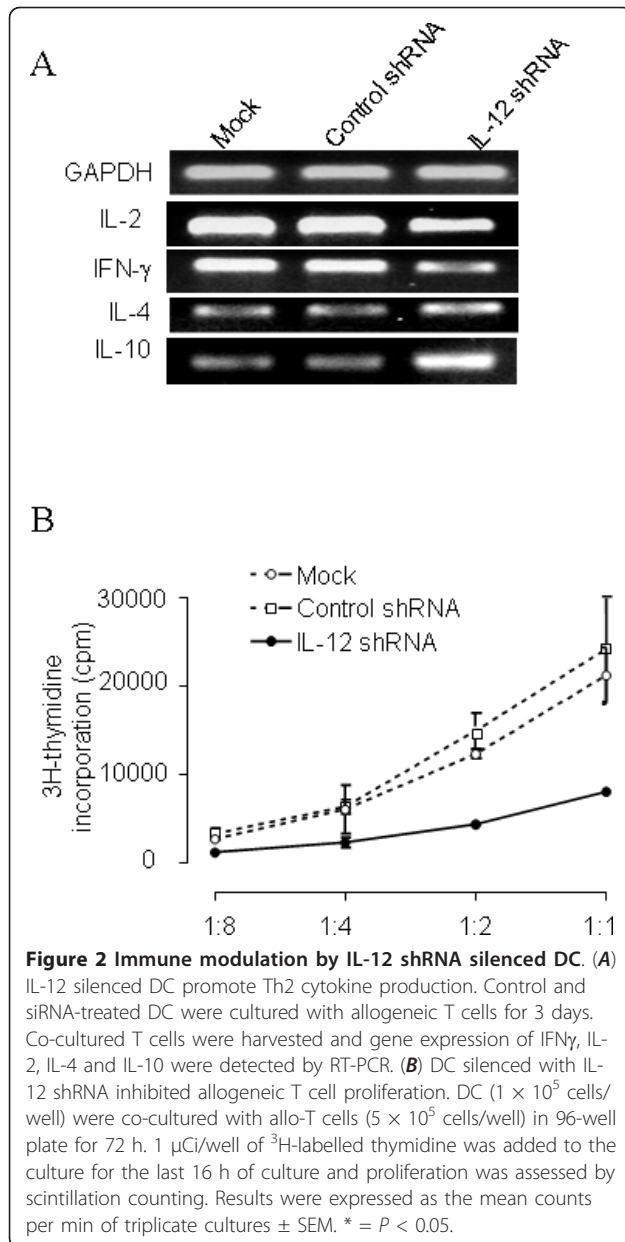 A
Mock Control shRNA IL-12 shRNA
GAPDH
IL-2
IFN-γ
IL-4
IL-10
B
Mock
Control shRNA
IL-12 shRNA
3H-thymidine
incorporation (cpm)
30000
20000
10000
0
1:8 1:4 1:2 1:1
Figure 2 Immune modulation by IL-12 shRNA silenced DC. (A)
IL-12 silenced DC promote Th2 cytokine production. Control and
siRNA-treated DC were cultured with allogeneic T cells for 3 days.
Co-cultured T cells were harvested and gene expression of IFNγ, IL-
2, IL-4 and IL-10 were detected by RT-PCR. (B) DC silenced with IL-
12 shRNA inhibited allogeneic T cell proliferation. DC (1 × 10⁵ cells/
well) were co-cultured with allo-T cells (5 × 10⁵ cells/well) in 96-well
plate for 72 h. 1 μCi/well of ³H-labelled thymidine was added to the
culture for the last 16 h of culture and proliferation was assessed by
scintillation counting. Results were expressed as the mean counts
per min of triplicate cultures ± SEM. * = P < 0.05.